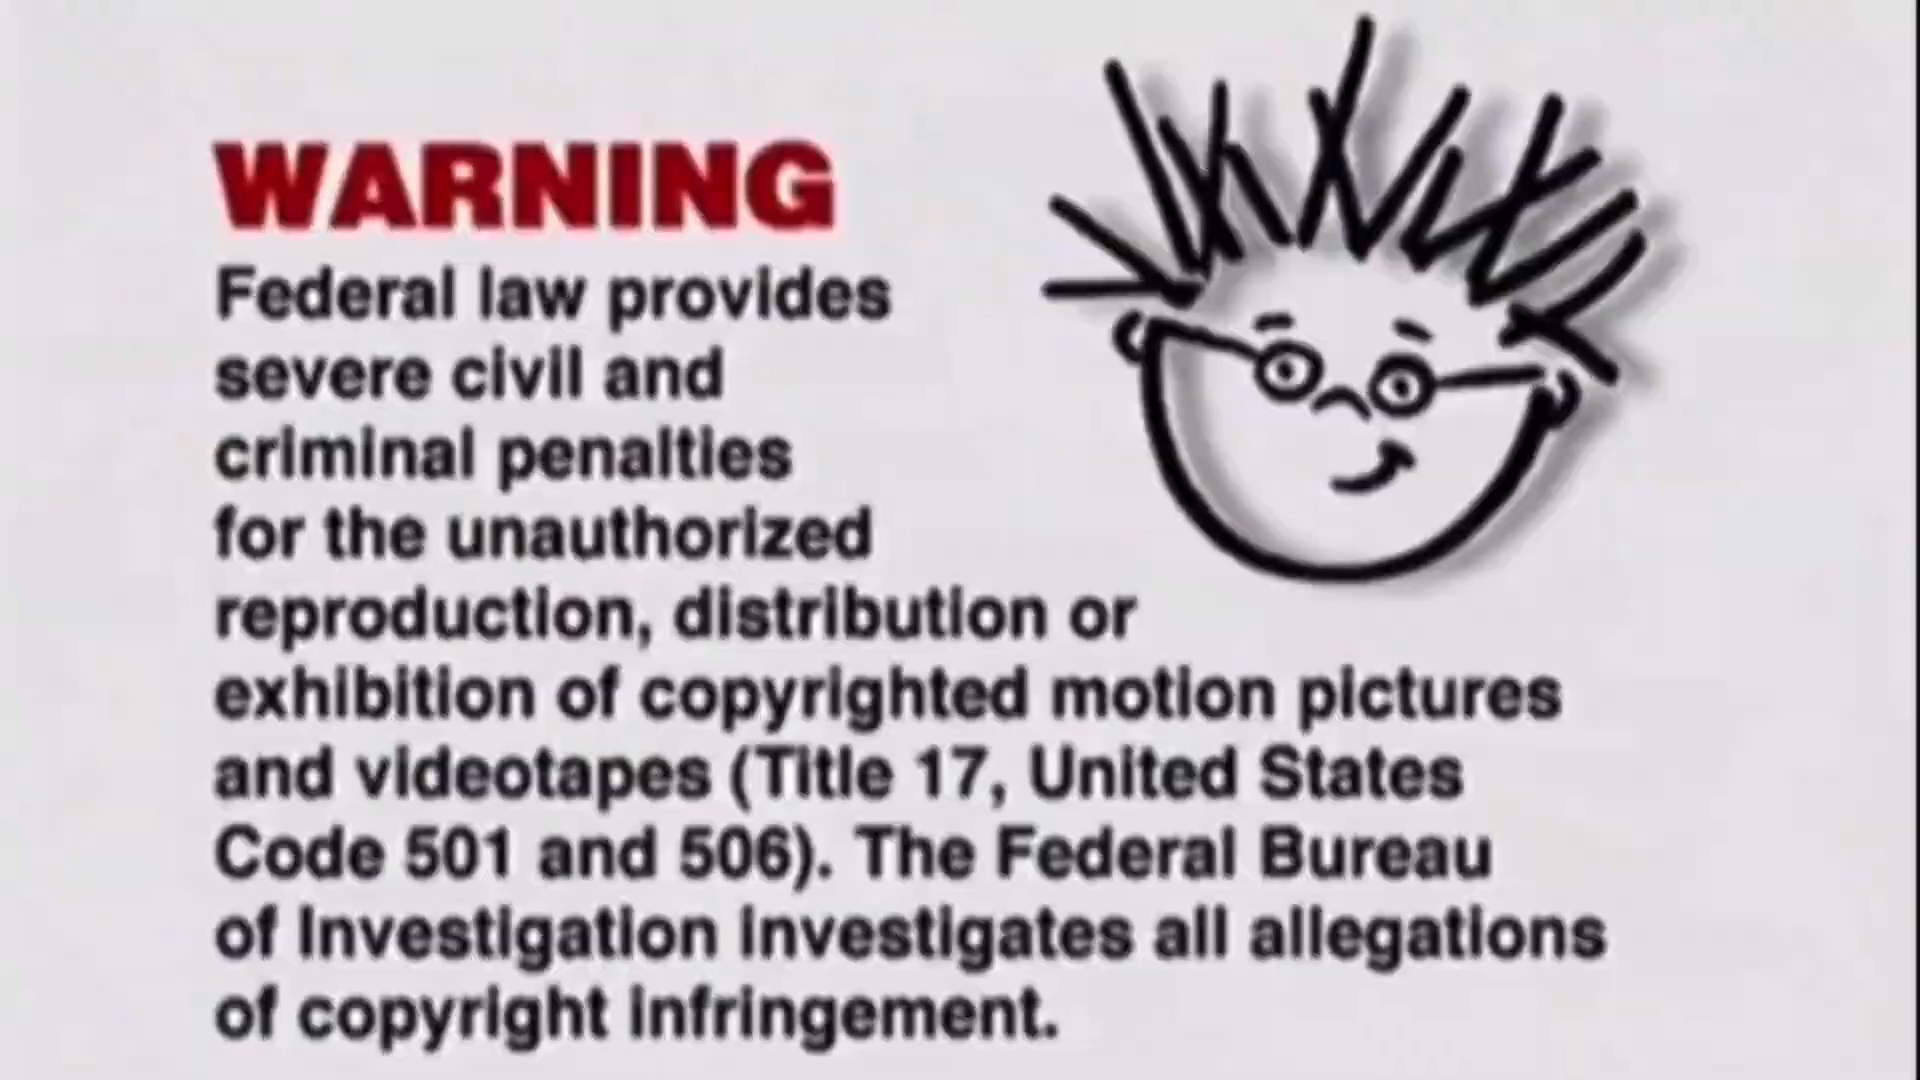 WARNING
Federal law provides
severe civil and
criminal penalties
for the unauthorized
reproduction, distribution or
exhibition of copyrighted motion pictures
and videotapes (Title 17, United States
Code 501 and 506). The Federal Bureau
of Investigation investigates all allegations
of copyright infringement.